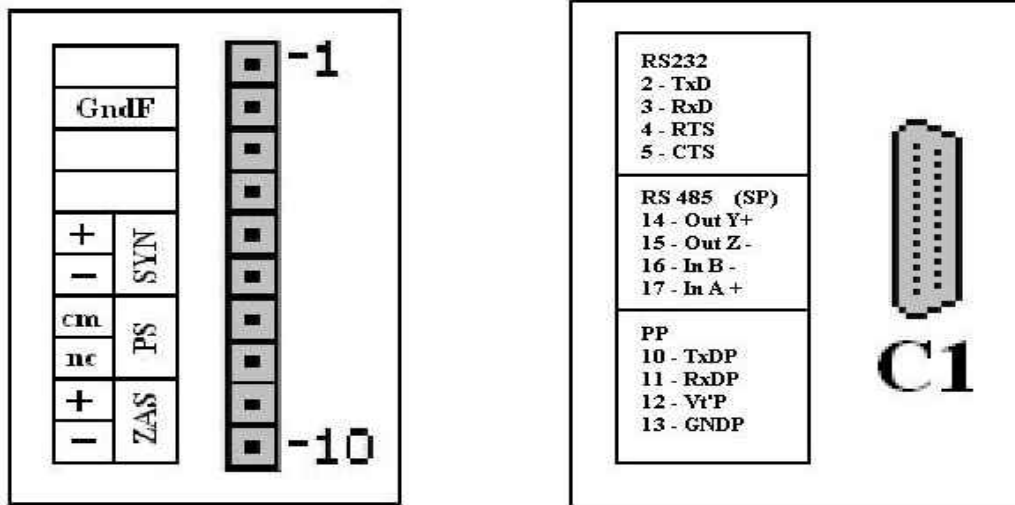 -1
GndF
+
SYN
-
cm
PS
nc
+
ZAS
-
-10
RS232
2 - TxD
3 - RxD
4 - RTS
5 - CTS
RS 485 (SP)
14 - Out Y+
15 - Out Z -
16 - In B -
17 - In A +
PP
10 - TxDP
11 - RxDP
12 - Vt'P
13 - GNDP
C1